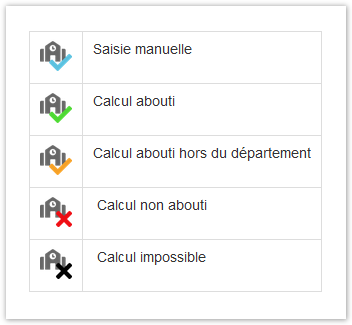 Saisie manuelle
Calcul abouti
Calcul abouti hors du département
Calcul non abouti
Calcul impossible